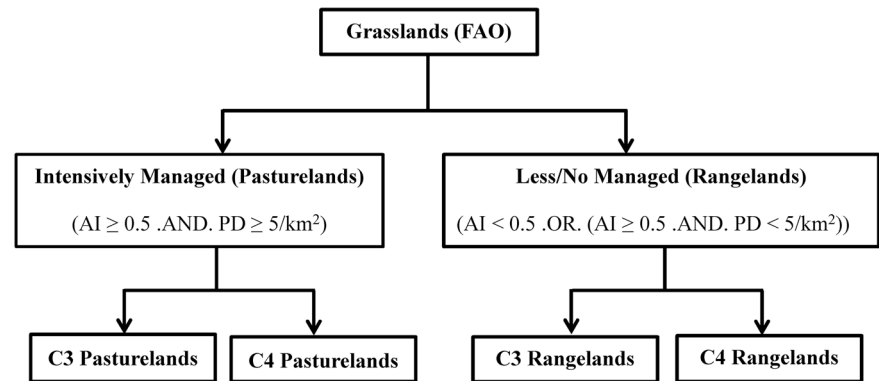 Grasslands (FAO)
Intensively Managed (Pasturelands)
(AI ≥ 0.5 .AND. PD ≥ 5/km²)
Less/No Managed (Rangelands)
(AI < 0.5 .OR. (AI ≥ 0.5 .AND. PD < 5/km²))
C3 Pasturelands
C4 Pasturelands
C3 Rangelands
C4 Rangelands